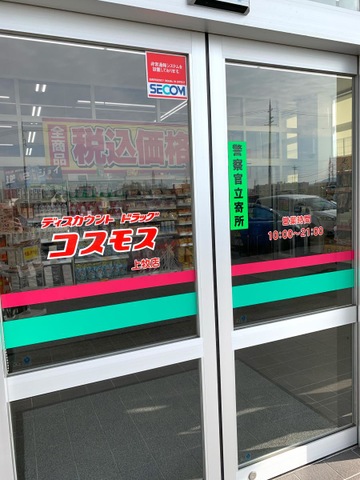 SECOM
全商品
税込価格
ディスカウント ドラッグ
コスモス
上牧店
警察官立寄所
営業時間
10:00～21:00